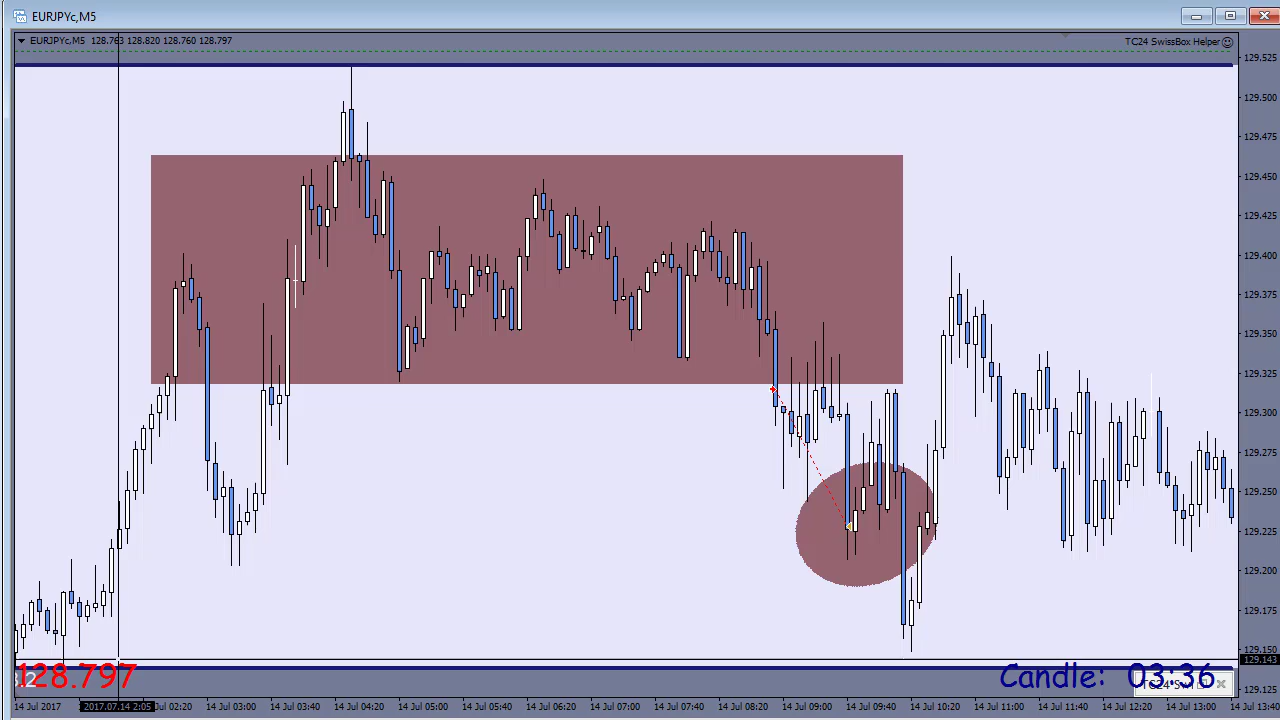 EURJPYc,M5
EURJPYc,M5 128.763 128.820 128.760 128.797
TC24 SwissBox Helper
129.525
129.500
129.475
129.450
129.425
129.400
129.375
129.350
129.325
129.300
129.275
129.250
129.225
129.200
129.175
129.150
129.143
129.125
128.797
Candle: 03:36
14 Jul 2017
2017.07.14 2:05
Jul 02:20
14 Jul 03:00
14 Jul 03:40
14 Jul 04:20
14 Jul 05:00
14 Jul 05:40
14 Jul 06:20
14 Jul 07:00
14 Jul 07:40
14 Jul 08:20
14 Jul 09:00
14 Jul 09:40
14 Jul 10:20
14 Jul 11:00
14 Jul 11:40
14 Jul 12:20
14 Jul 13:00
14 Jul 13:40